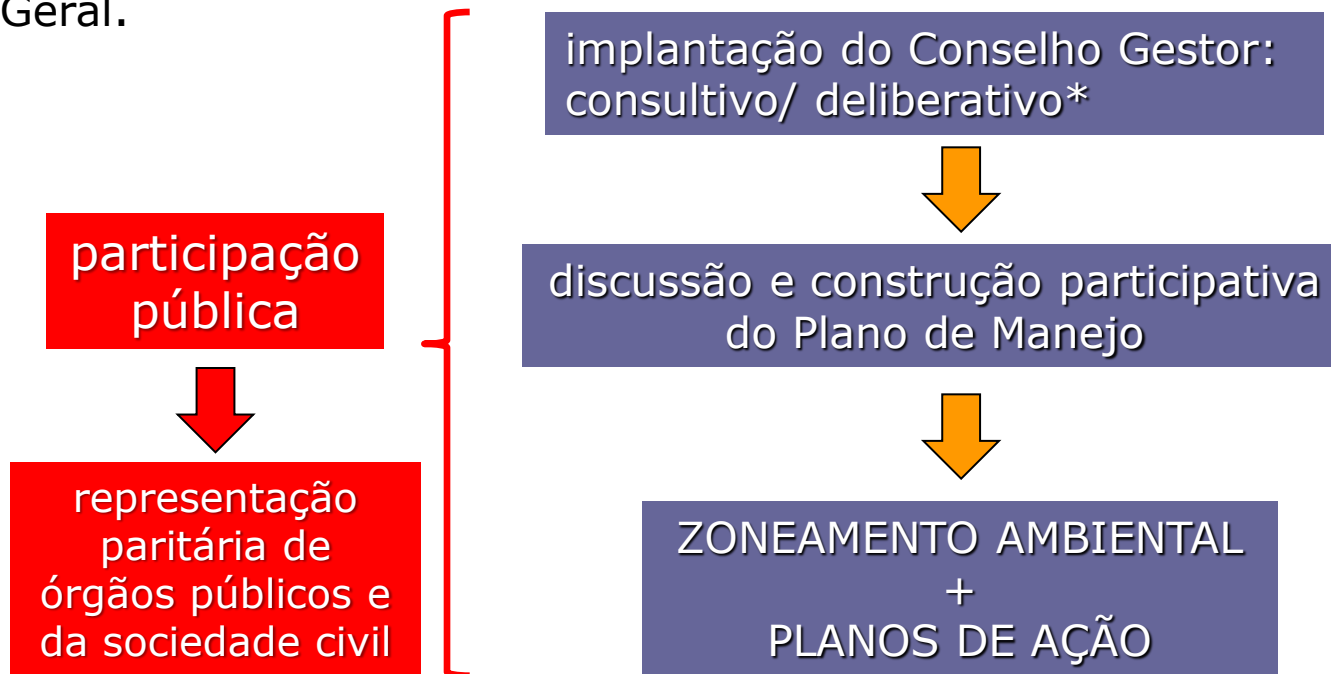 Geral.
implantação do Conselho Gestor:
consultivo/ deliberativo*
participação
pública
discussão e construção participativa
do Plano de Manejo
representação
paritária de
órgãos públicos e
da sociedade civil
ZONEAMENTO AMBIENTAL
+
PLANOS DE AÇÃO